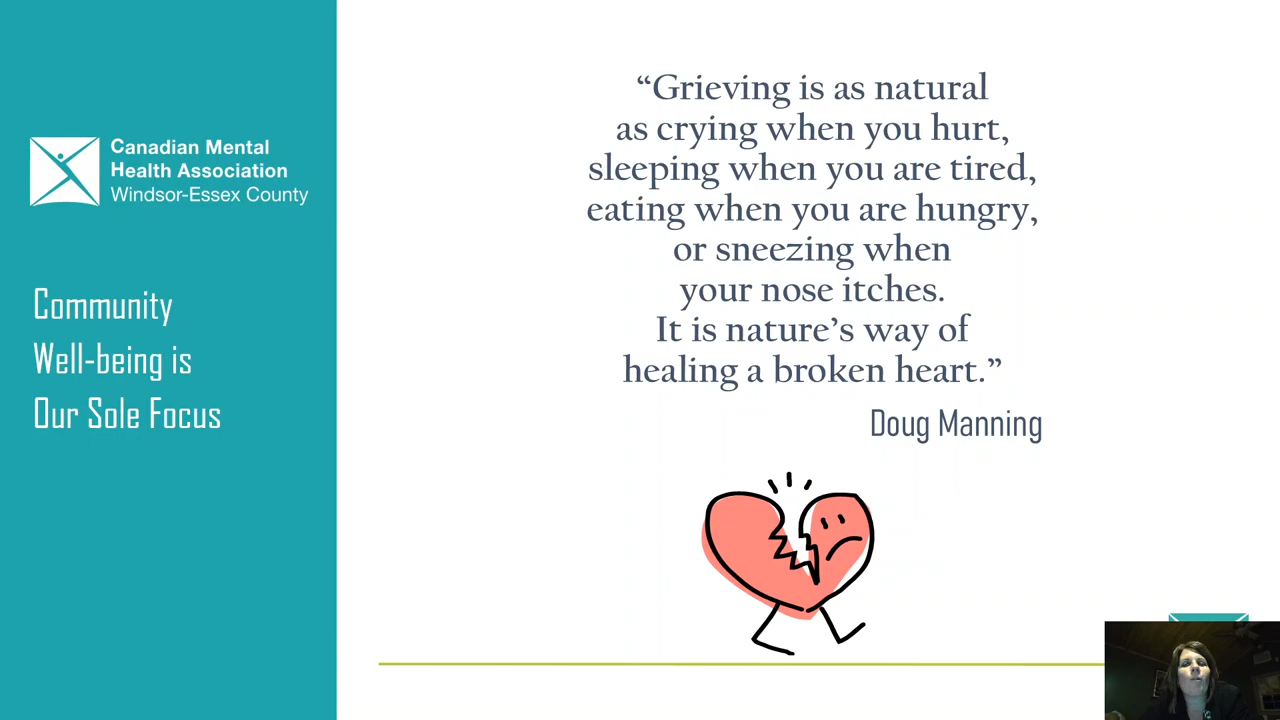 Canadian Mental
Health Association
Windsor-Essex County
Community
Well-being is
Our Sole Focus
“Grieving is as natural
as crying when you hurt,
sleeping when you are tired,
eating when you are hungry,
or sneezing when
your nose itches.
It is nature’s way of
healing a broken heart.”
Doug Manning